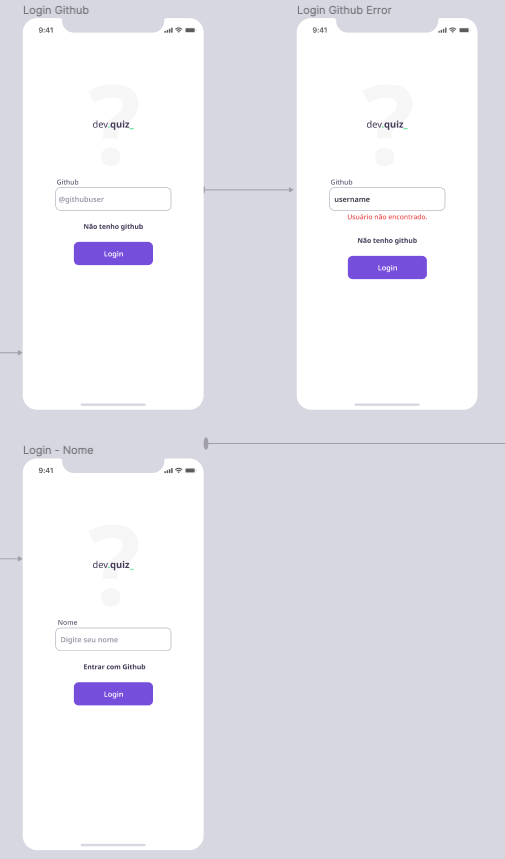 Login Github
9:41
?
dev.quiz_
Github
@githubuser
Não tenho github
Login
Login Github Error
9:41
?
dev.quiz_
Github
username
Usuário não encontrado.
Não tenho github
Login
Login - Nome
9:41
?
dev.quiz_
Nome
Digite seu nome
Entrar com Github
Login